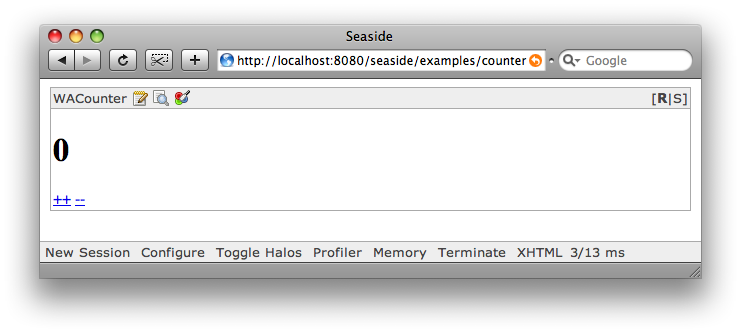 Seaside
http://localhost:8080/seaside/examples/counter
Google
WACounter [R|S]
0
++ --
New Session Configure Toggle Halos Profiler Memory Terminate XHTML 3/13 ms